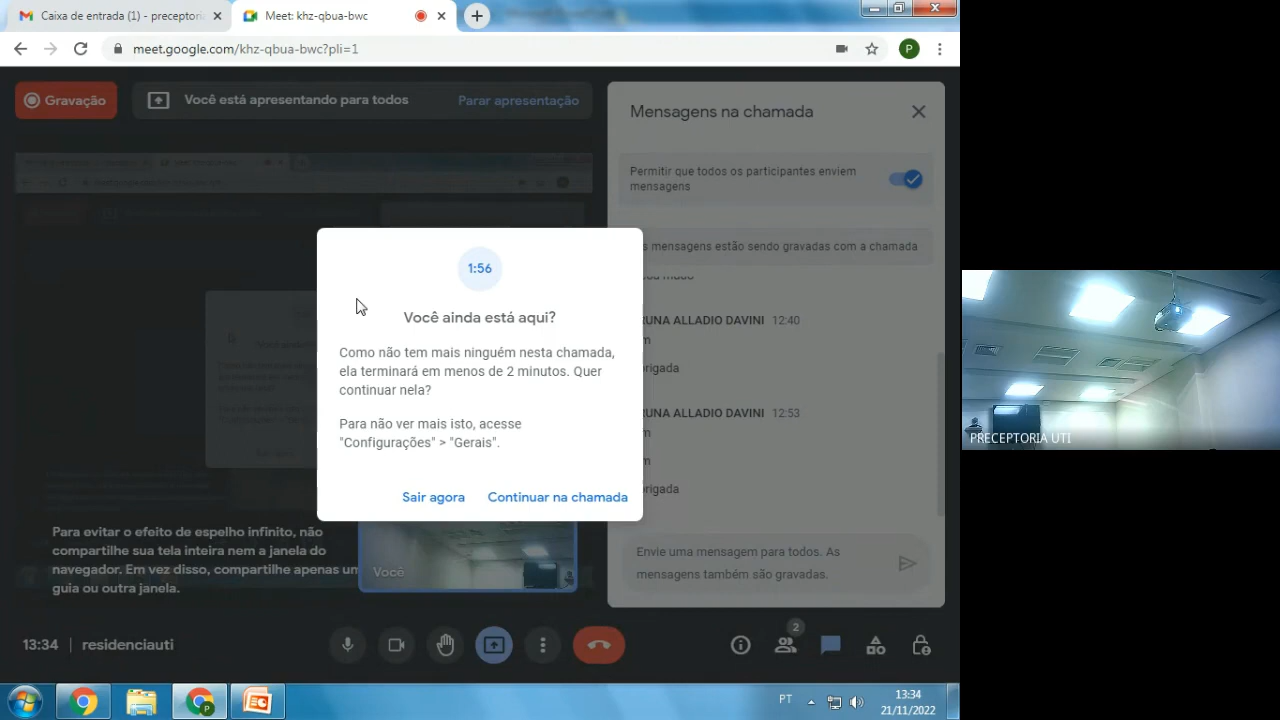 Caixa de entrada (1) - preceptoria
Meet: khz-qbua-bwc
meet.google.com/khz-qbua-bwc?pli=1
P
Gravação
Você está apresentando para todos
Parar apresentação
Mensagens na chamada
Permitir que todos os participantes enviem
mensagens
mensagens estão sendo gravadas com a chamada
1:56
Você ainda está aqui?
Como não tem mais ninguém nesta chamada,
ela terminará em menos de 2 minutos. Quer
continuar nela?
Para não ver mais isto, acesse
"Configurações" > "Gerais".
Sair agora
Continuar na chamada
RUNA ALLADIO DAVINI 12:40
rigada
RUNA ALLADIO DAVINI 12:53
rigada
Envie uma mensagem para todos. As
mensagens também são gravadas.
Para evitar o efeito de espelho infinito, não
compartilhe sua tela inteira nem a janela do
navegador. Em vez disso, compartilhe apenas um
guia ou outra janela.
Você
PRECEPTORIA UTI
13:34 | residenciauti
2
PT
13:34
21/11/2022